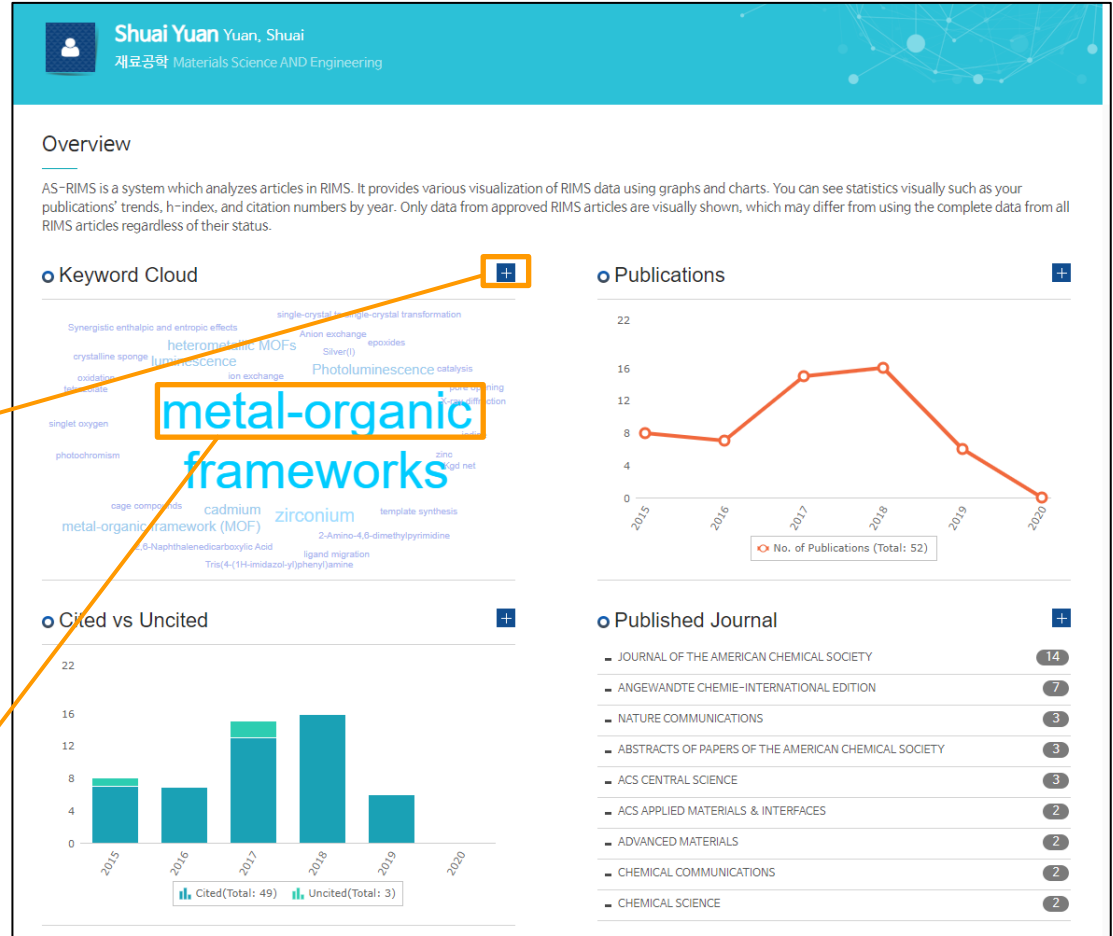 Shuai Yuan Yuan, Shuai
재료공학 Materials Science AND Engineering
Overview
AS-RIMS is a system which analyzes articles in RIMS. It provides various visualization of RIMS data using graphs and charts. You can see statistics visually such as your
publications' trends, h-index, and citation numbers by year. Only data from approved RIMS articles are visually shown, which may differ from using the complete data from all
RIMS articles regardless of their status.
Keyword Cloud
single-crystal transformation
Synergistic enthalpic and entropic effects
Anion exchange
epoxides
heterometallic MOFs
Silver(I)
crystalline sponge
luminescence
Photoluminescence
catalysis
oxidation
ion exchange
X-ray diffraction
metal-organic
singlet oxygen
photochromism
zinc
Kgd net
frameworks
cage compounds
cadmium
zirconium
template synthesis
metal-organic framework (MOF)
2-Amino-4,6-dimethylpyrimidine
2,6-Naphthalenedicarboxylic Acid
ligand migration
Tris(4-(1H-imidazol-yl)phenyl)amine
Publications
22
16
12
8
4
0
2015 2016 2017 2018 2019 2020
No. of Publications (Total: 52)
Cited vs Uncited
22
16
12
8
4
0
2015 2016 2017 2018 2019 2020
Cited(Total: 49) Uncited(Total: 3)
Published Journal
JOURNAL OF THE AMERICAN CHEMICAL SOCIETY 14
ANGEWANDTE CHEMIE-INTERNATIONAL EDITION 7
NATURE COMMUNICATIONS 3
ABSTRACTS OF PAPERS OF THE AMERICAN CHEMICAL SOCIETY 3
ACS CENTRAL SCIENCE 3
ACS APPLIED MATERIALS & INTERFACES 2
ADVANCED MATERIALS 2
CHEMICAL COMMUNICATIONS 2
CHEMICAL SCIENCE 2